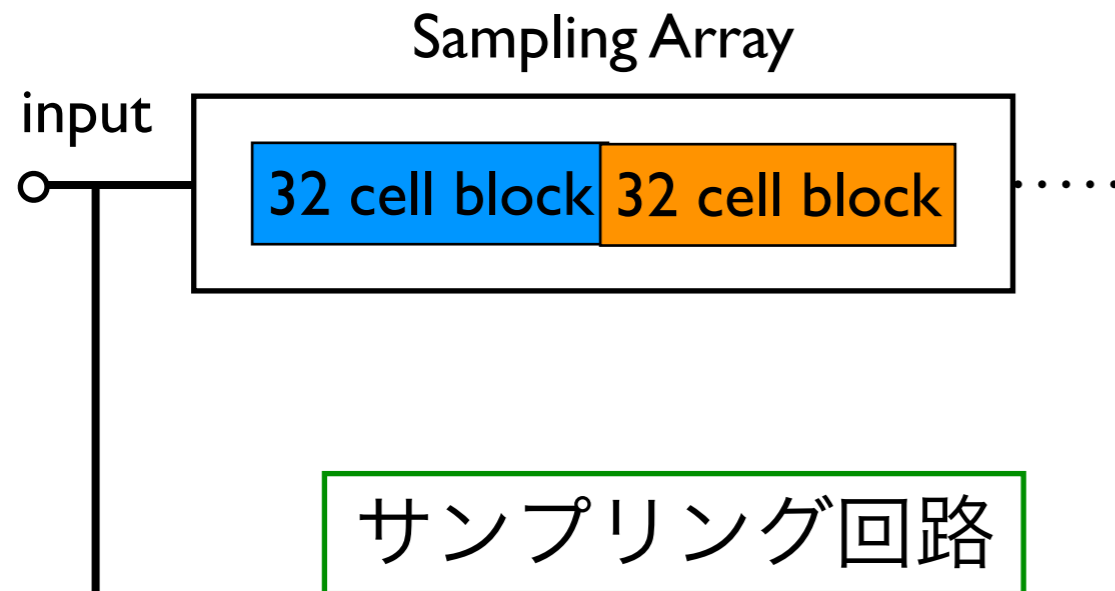 Sampling Array
input
32 cell block 32 cell block
サンプリング回路